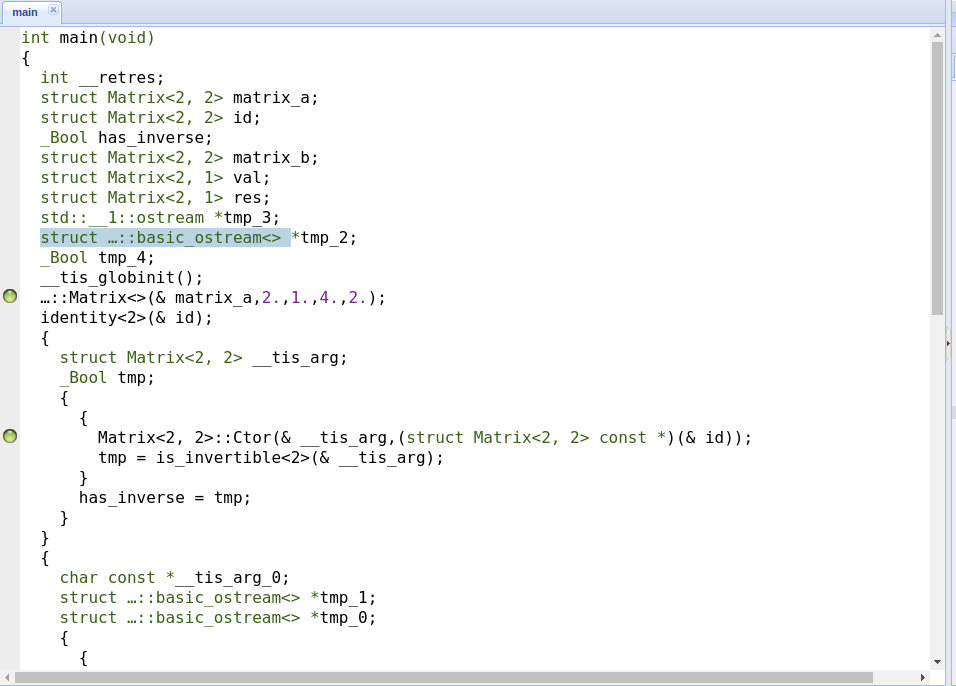 main
int main(void)
{
  int __retres;
  struct Matrix<2, 2> matrix_a;
  struct Matrix<2, 2> id;
  _Bool has_inverse;
  struct Matrix<2, 2> matrix_b;
  struct Matrix<2, 1> val;
  struct Matrix<2, 1> res;
  std::__1::ostream *tmp_3;
  struct …::basic_ostream<> *tmp_2;
  _Bool tmp_4;
  __tis_globinit();
  …::Matrix<>(& matrix_a,2.,1.,4.,2.);
  identity<2>(& id);
  {
    struct Matrix<2, 2> __tis_arg;
    _Bool tmp;
    {
      {
        Matrix<2, 2>::Ctor(& __tis_arg,(struct Matrix<2, 2> const *)(& id));
        tmp = is_invertible<2>(& __tis_arg);
      }
      has_inverse = tmp;
    }
  }
  {
    char const *__tis_arg_0;
    struct …::basic_ostream<> *tmp_1;
    struct …::basic_ostream<> *tmp_0;
    {
      {